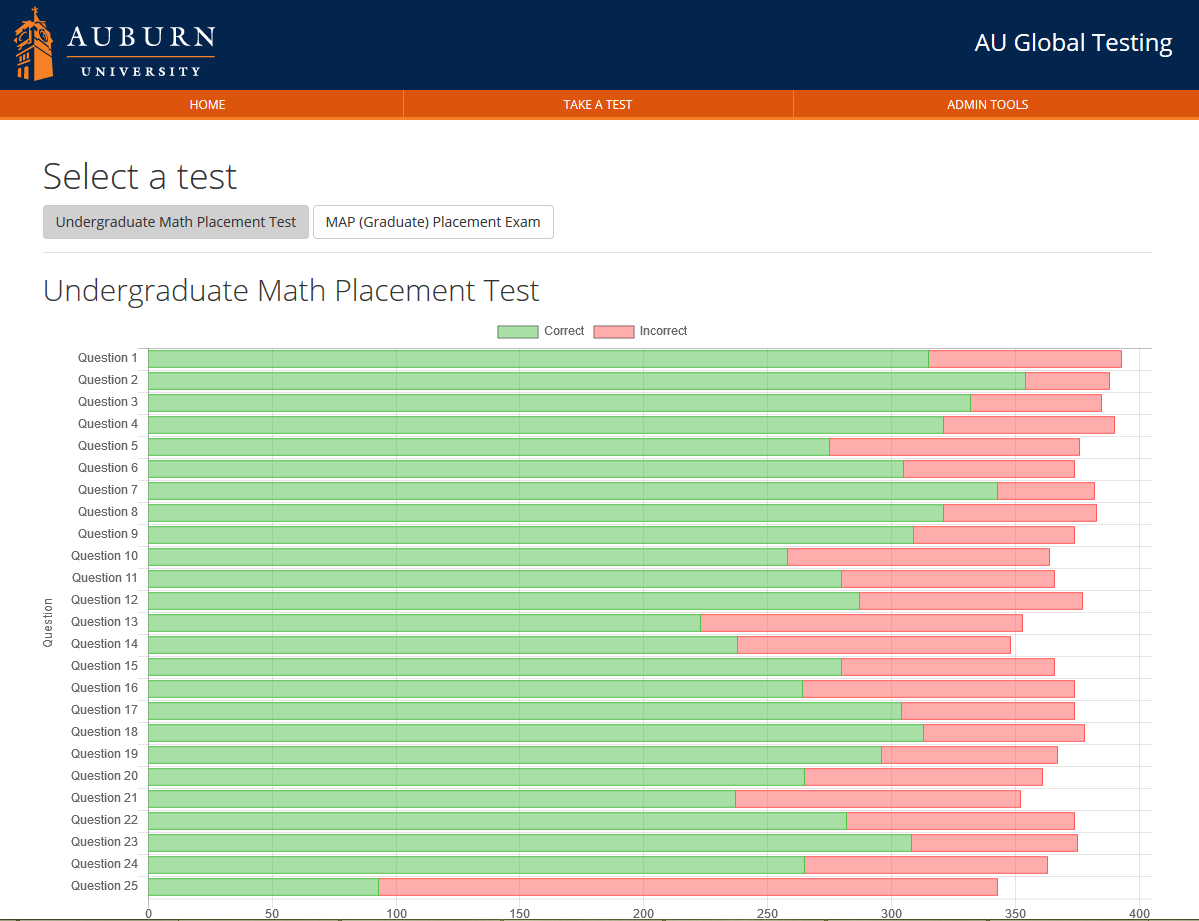 AUBURN
UNIVERSITY
AU Global Testing
HOME
TAKE A TEST
ADMIN TOOLS
Select a test
Undergraduate Math Placement Test
MAP (Graduate) Placement Exam
Undergraduate Math Placement Test
Correct
Incorrect
Question
Question 1
Question 2
Question 3
Question 4
Question 5
Question 6
Question 7
Question 8
Question 9
Question 10
Question 11
Question 12
Question 13
Question 14
Question 15
Question 16
Question 17
Question 18
Question 19
Question 20
Question 21
Question 22
Question 23
Question 24
Question 25
0 50 100 150 200 250 300 350 400